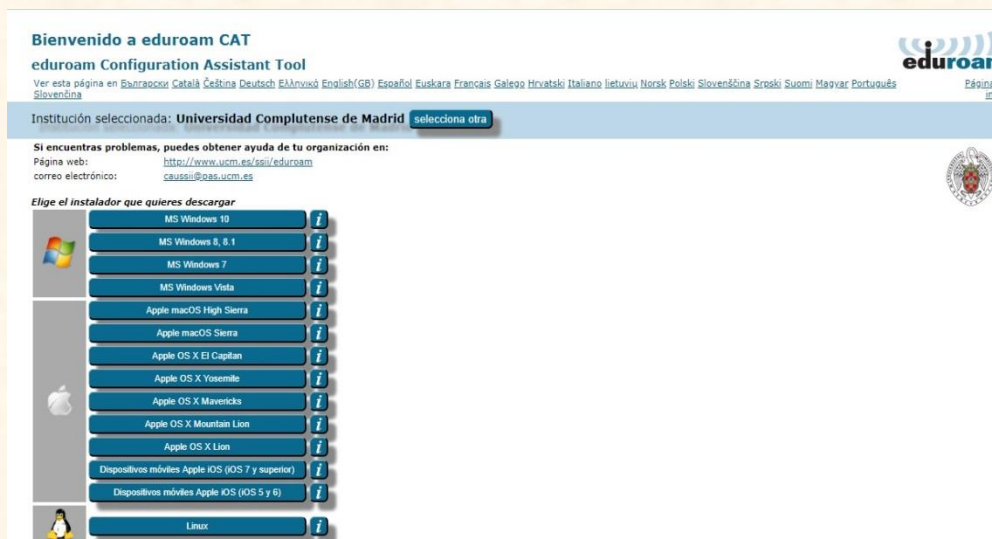 Bienvenido a eduroam CAT
eduroam Configuration Assistant Tool
eduroam
Ver esta página en Български Català Čeština Deutsch Ελληνικά English(GB) Español Euskara Français Galego Hrvatski Italiano lietuvių Norsk Polski Slovenščina Srpski Suomi Magyar Português
Slovenčina
Página
Institución seleccionada: Universidad Complutense de Madrid selecciona otra
Si encuentras problemas, puedes obtener ayuda de tu organización en:
Página web: http://www.ucm.es/ssii/eduroam
correo electrónico: caussii@pas.ucm.es
Elige el instalador que quieres descargar
MS Windows 10 i
MS Windows 8, 8.1 i
MS Windows 7 i
MS Windows Vista i
Apple macOS High Sierra i
Apple macOS Sierra i
Apple OS X El Capitan i
Apple OS X Yosemite i
Apple OS X Mavericks i
Apple OS X Mountain Lion i
Apple OS X Lion i
Dispositivos móviles Apple iOS (iOS 7 y superior) i
Dispositivos móviles Apple iOS (iOS 5 y 6) i
Linux i